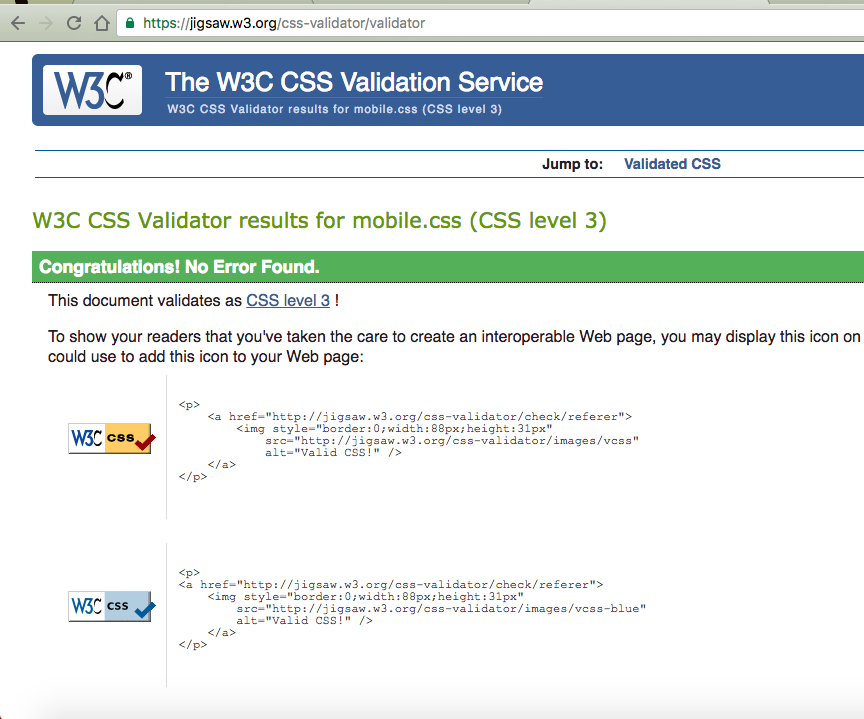 https://jigsaw.w3.org/css-validator/validator
W3C®
The W3C CSS Validation Service
W3C CSS Validator results for mobile.css (CSS level 3)
Jump to: Validated CSS
W3C CSS Validator results for mobile.css (CSS level 3)
Congratulations! No Error Found.
This document validates as CSS level 3 !
To show your readers that you've taken the care to create an interoperable Web page, you may display this icon on
could use to add this icon to your Web page:
W3C css
<p>
<a href="http://jigsaw.w3.org/css-validator/check/referer">
<img style="border:0;width:88px;height:31px"
src="http://jigsaw.w3.org/css-validator/images/vcss"
alt="Valid CSS!" />
</a>
</p>
W3C css
<p>
<a href="http://jigsaw.w3.org/css-validator/check/referer">
<img style="border:0;width:88px;height:31px"
src="http://jigsaw.w3.org/css-validator/images/vcss-blue"
alt="Valid CSS!" />
</a>
</p>